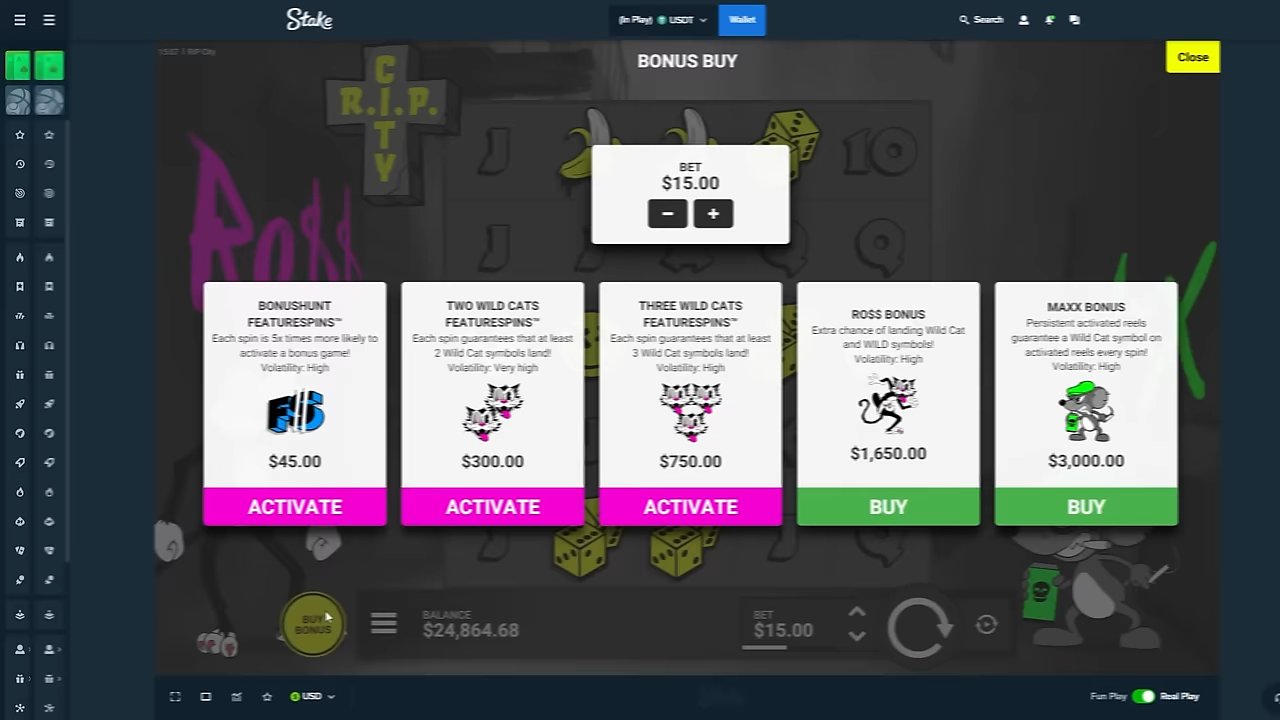 Stake
(In Play) USDT
Wallet
Search
BONUS BUY
Close
CITY
R.I.P.
J
10
BET
$15.00
− +
J
Q
Q
Ro$$
BONUSHUNT
FEATURESPINS™
Each spin is 5x times more likely to
activate a bonus game!
Volatility: High
FS
$45.00
ACTIVATE
TWO WILD CATS
FEATURESPINS™
Each spin guarantees that at least
2 Wild Cat symbols land!
Volatility: Very high
$300.00
ACTIVATE
THREE WILD CATS
FEATURESPINS™
Each spin guarantees that at least
3 Wild Cat symbols land!
Volatility: High
$750.00
ACTIVATE
RO$$ BONUS
Extra chance of landing Wild Cat
and WILD symbols!
Volatility: High
$1,650.00
BUY
MAXX BONUS
Persistent activated reels
guarantee a Wild Cat symbol on
activated reels every spin!
Volatility: High
$3,000.00
BUY
BUY
BONUS
BALANCE
$24,864.68
BET
$15.00
USD
Fun Play
Real Play